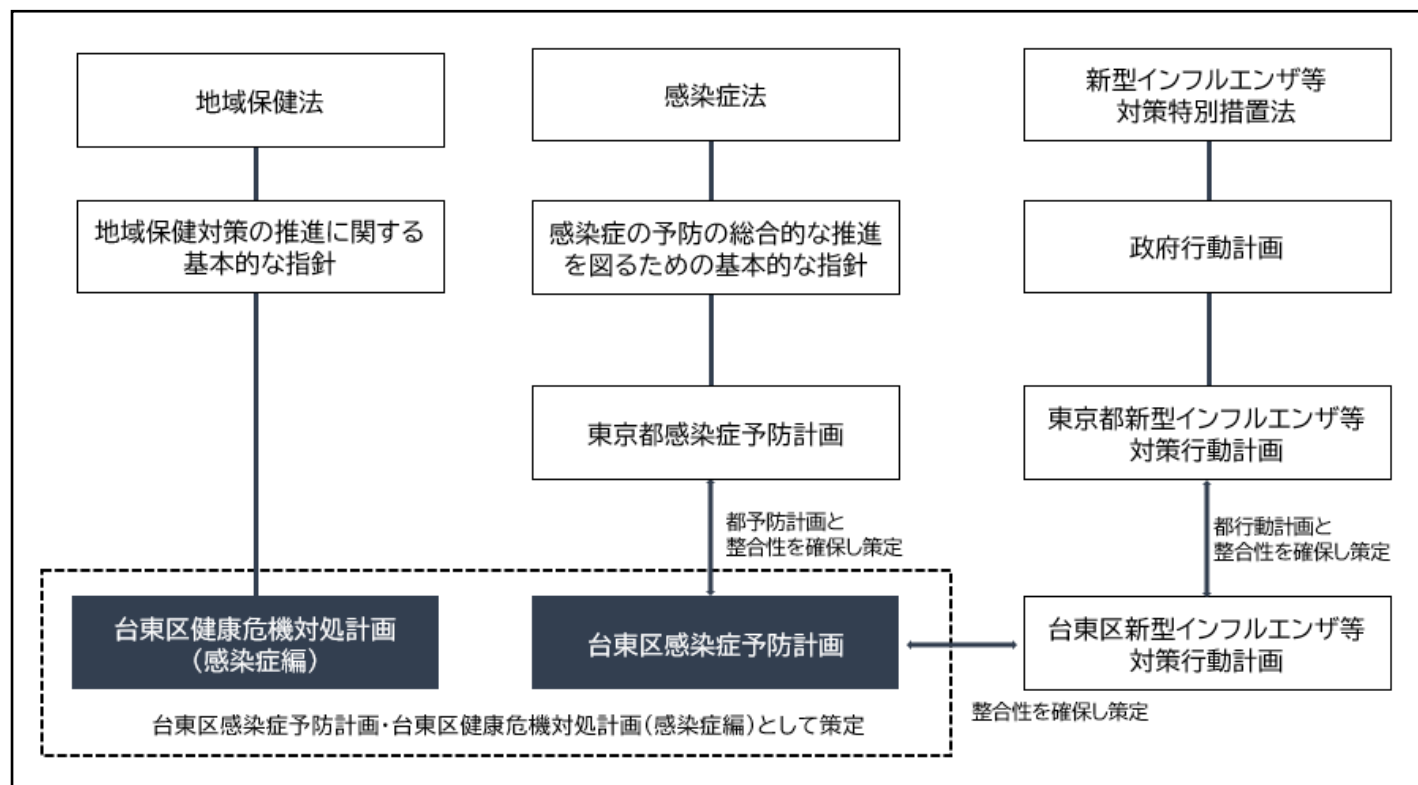 地域保健法
感染症法
新型インフルエンザ等
対策特別措置法
地域保健対策の推進に関する
基本的な指針
感染症の予防の総合的な推進
を図るための基本的な指針
政府行動計画
東京都感染症予防計画
東京都新型インフルエンザ等
対策行動計画
都予防計画と
整合性を確保し策定
都行動計画と
整合性を確保し策定
台東区健康危機対処計画
（感染症編）
台東区感染症予防計画
台東区新型インフルエンザ等
対策行動計画
整合性を確保し策定
台東区感染症予防計画・台東区健康危機対処計画（感染症編）として策定